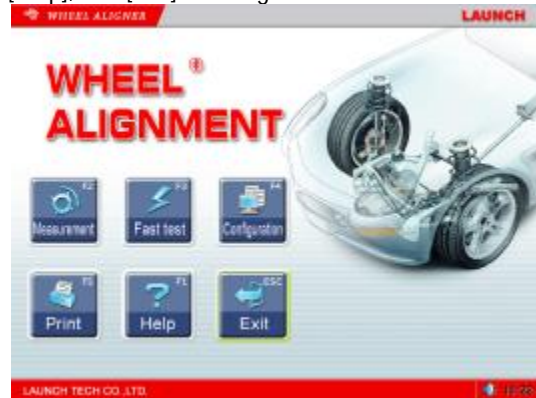 WHEEL ALIGNER
LAUNCH
WHEEL ®
ALIGNMENT
F2
Measurement
F3
Fast test
F4
Configuration
Print
F1
Help
ESC
Exit
LAUNCH TECH CO.,LTD.